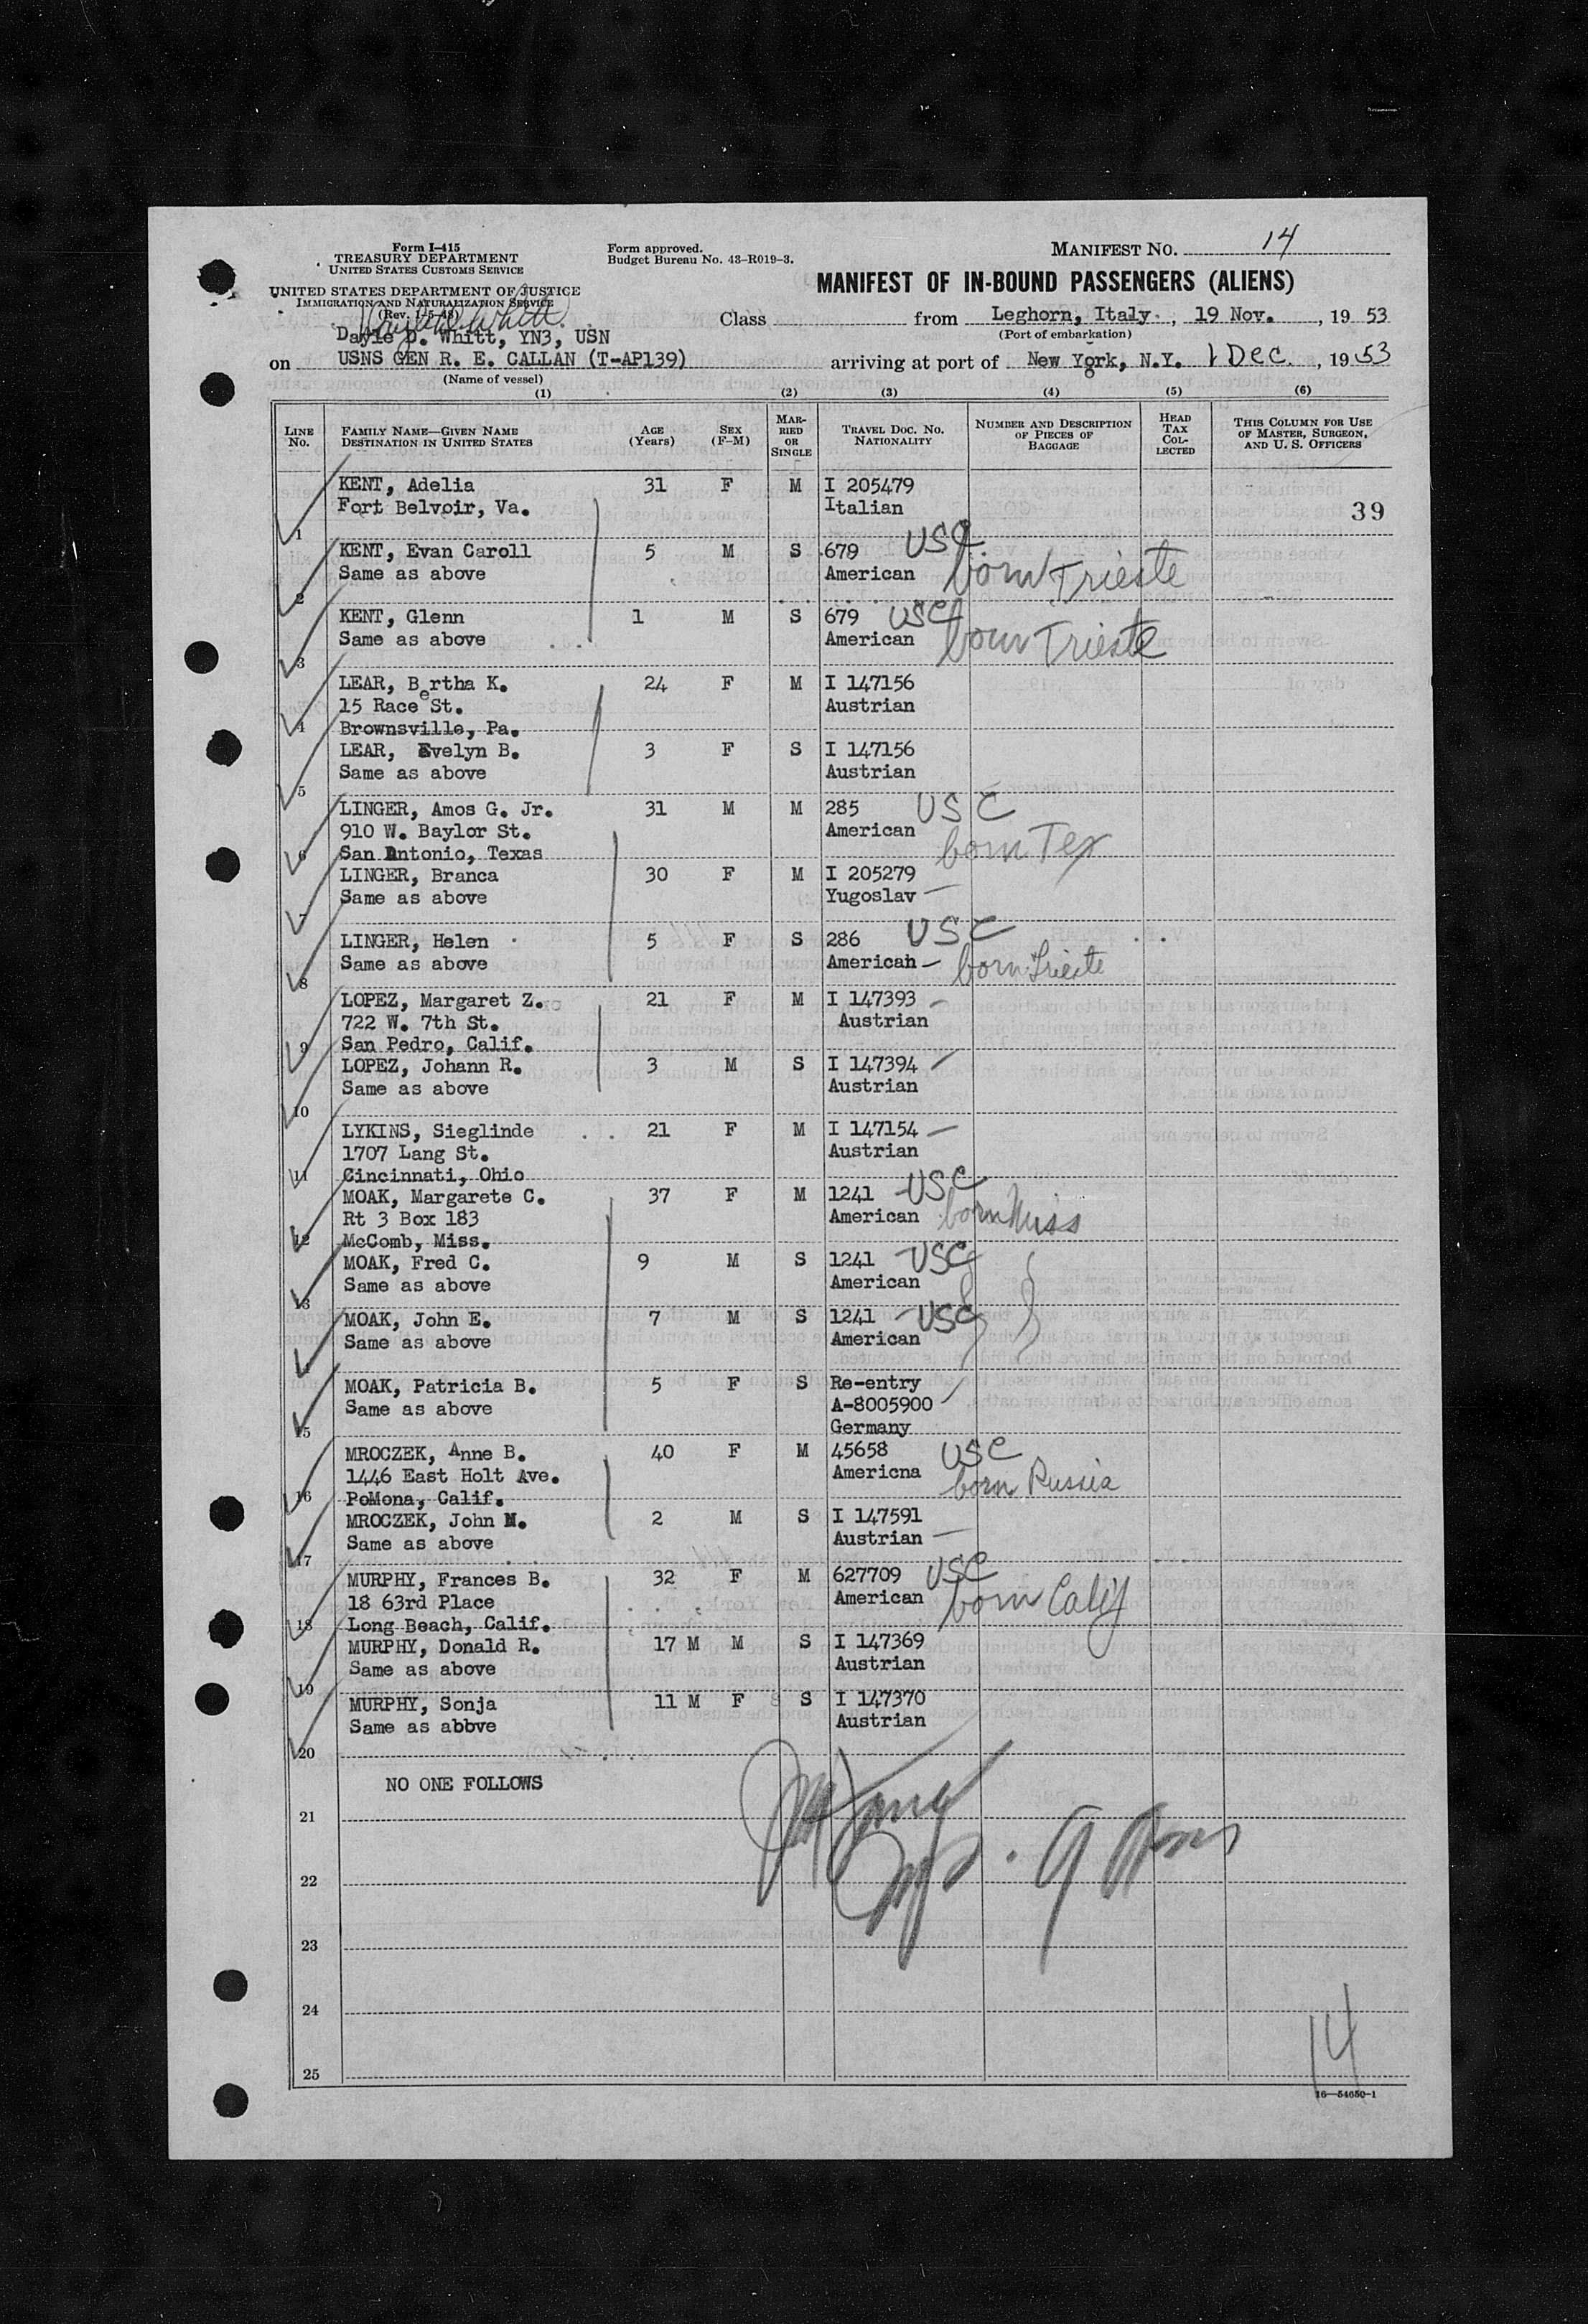 Form I-415
TREASURY DEPARTMENT
UNITED STATES CUSTOMS SERVICE
Form approved.
Budget Bureau No. 43-R019-3.
MANIFEST NO. 14
UNITED STATES DEPARTMENT OF JUSTICE
IMMIGRATION AND NATURALIZATION SERVICE
(Rev. 1-5-48)
MANIFEST OF IN-BOUND PASSENGERS (ALIENS)
Dayle D. Whitt, YN3, USN
Class from Leghorn, Italy, 19 Nov., 1953
(Port of embarkation)
on USNS GEN R. E. CALLAN (T-AP139) arriving at port of New York, N.Y. 1 Dec., 1953
(Name of vessel)
(1) (2) (3) (4) (5) (6)
LINE No. FAMILY NAME—GIVEN NAME DESTINATION IN UNITED STATES AGE (Years) SEX (F-M) MARRIED OR SINGLE TRAVEL DOC. NO. NATIONALITY NUMBER AND DESCRIPTION OF PIECES OF BAGGAGE HEAD TAX COLLECTED THIS COLUMN FOR USE OF MASTER, SURGEON, AND U. S. OFFICERS
KENT, Adelia 31 F M I 205479
Fort Belvoir, Va. Italian 39
1
KENT, Evan Caroll 5 M S 679 USC
Same as above American born Trieste
2
KENT, Glenn 1 M S 679 USC
Same as above American born Trieste
3
LEAR, Bertha K. 24 F M I 147156
15 Race St. Austrian
4 Brownsville, Pa.
LEAR, Evelyn B. 3 F S I 147156
Same as above Austrian
5
LINGER, Amos G. Jr. 31 M M 285 USC
910 W. Baylor St. American born Tex
6 San Antonio, Texas
LINGER, Branca 30 F M I 205279
Same as above Yugoslav
7
LINGER, Helen 5 F S 286 USC
Same as above American born Trieste
8
LOPEZ, Margaret Z. 21 F M I 147393
722 W. 7th St. Austrian
9 San Pedro, Calif.
LOPEZ, Johann R. 3 M S I 147394
Same as above Austrian
10
LYKINS, Sieglinde 21 F M I 147154
1707 Lang St. Austrian
11 Cincinnati, Ohio
MOAK, Margarete C. 37 F M 1241 USC
Rt 3 Box 183 American born Miss
12 McComb, Miss.
MOAK, Fred C. 9 M S 1241 USC
Same as above American
13
MOAK, John E. 7 M S 1241 USC
Same as above American
14
MOAK, Patricia B. 5 F S Re-entry
Same as above A-8005900
15 Germany
MROCZEK, Anne B. 40 F M 45658 USC
1446 East Holt Ave. Americna born Russia
16 PoMona, Calif.
MROCZEK, John M. 2 M S I 147591
Same as above Austrian
17
MURPHY, Frances B. 32 F M 627709 USC
18 63rd Place American born Calif
18 Long Beach, Calif.
MURPHY, Donald R. 17 M M S I 147369
Same as above Austrian
19
MURPHY, Sonja 11 M F S I 147370
Same as abbve Austrian
20
NO ONE FOLLOWS
21
22
23
24
14
25
16—54650-1